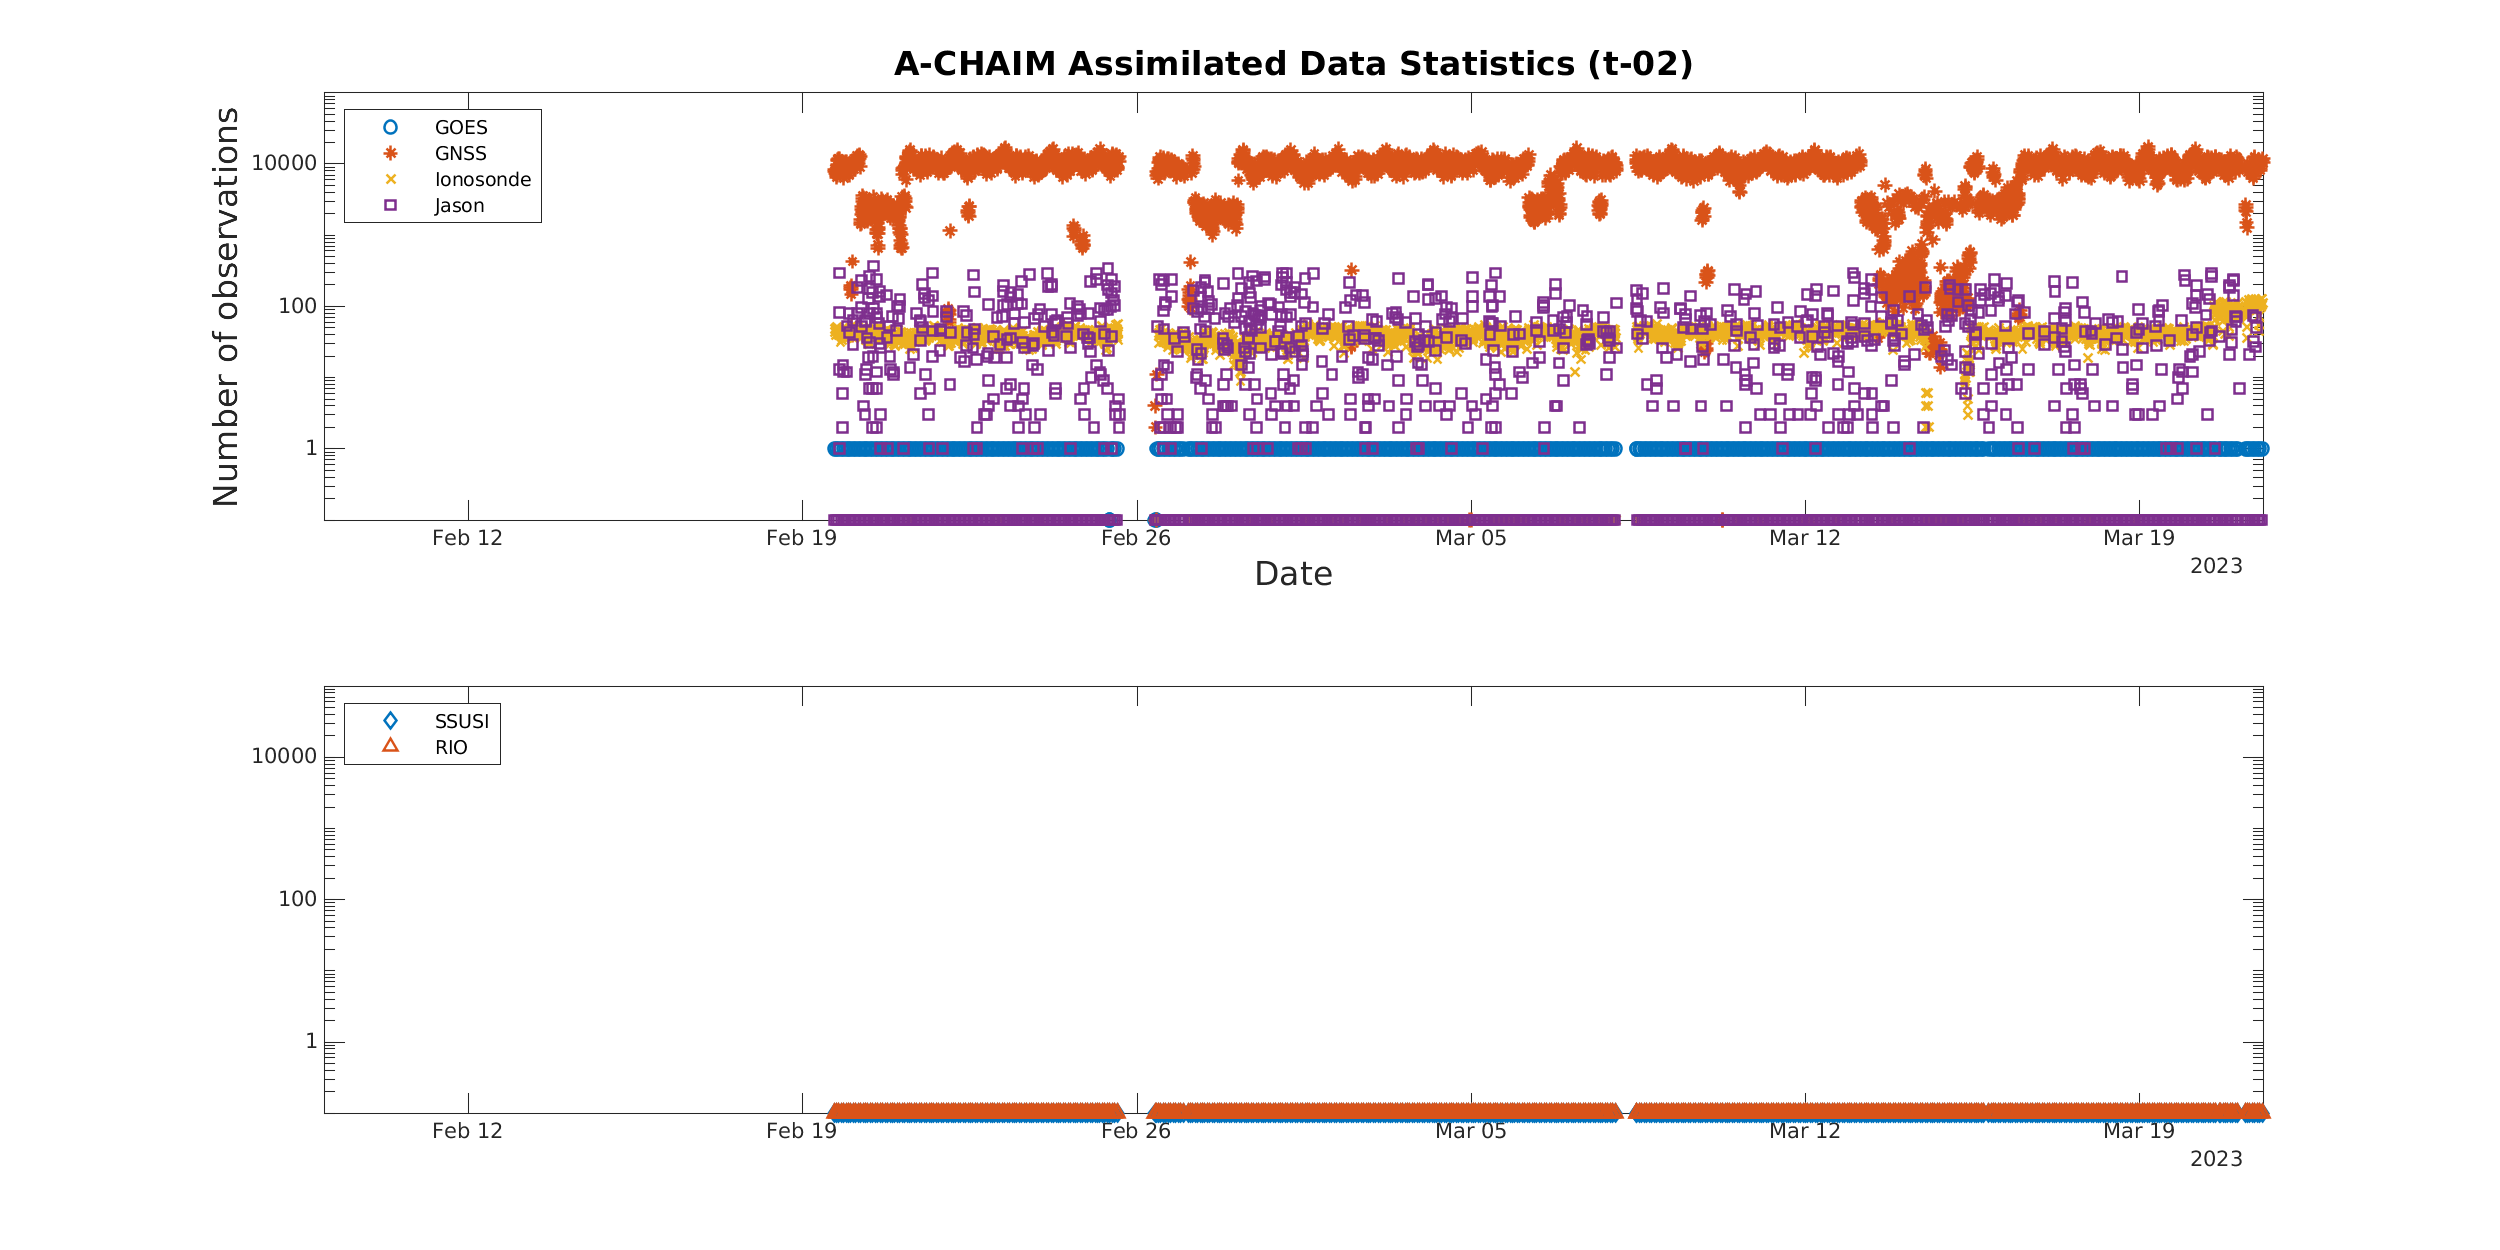 A-CHAIM Assimilated Data Statistics (t-02)
Number of observations
10000
100
1
GOES
GNSS
Ionosonde
Jason
Feb 12 Feb 19 Feb 26 Mar 05 Mar 12 Mar 19
2023
Date
10000
100
1
SSUSI
RIO
Feb 12 Feb 19 Feb 26 Mar 05 Mar 12 Mar 19
2023